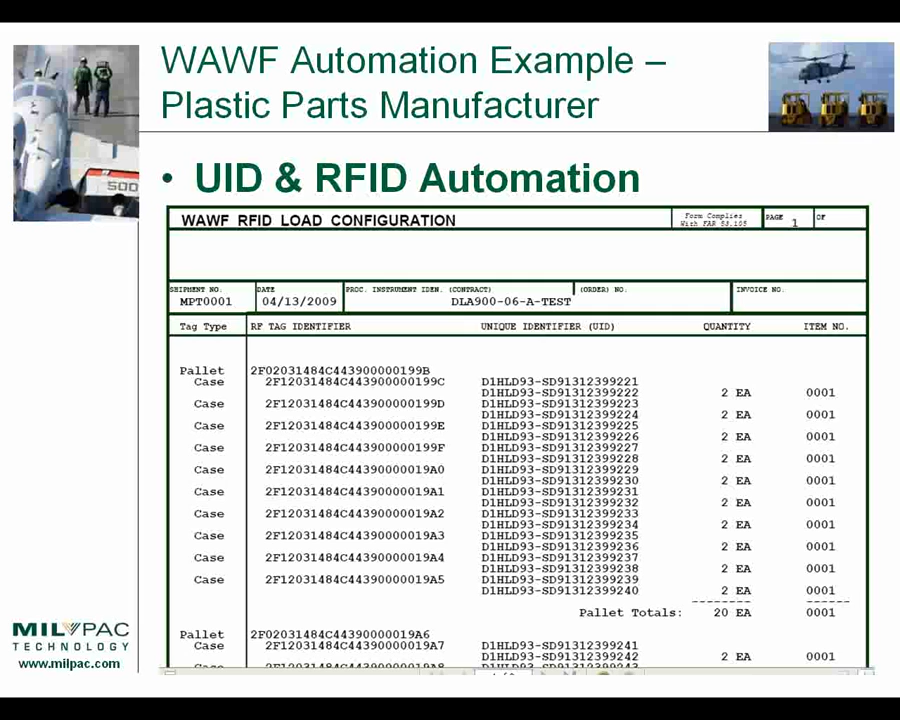 WAWF Automation Example –
Plastic Parts Manufacturer
500
• UID & RFID Automation
WAWF RFID LOAD CONFIGURATION
Form Complies
With FAR 53.105
PAGE 1 OF
SHIPMENT NO. DATE PROC. INSTRUMENT IDEN. (CONTRACT) (ORDER) NO. INVOICE NO.
MPT0001 04/13/2009 DLA900-06-A-TEST
Tag Type RF TAG IDENTIFIER UNIQUE IDENTIFIER (UID) QUANTITY ITEM NO.
Pallet 2F02031484C443900000199B
Case 2F12031484C443900000199C D1HLD93-SD91312399221
D1HLD93-SD91312399222 2 EA 0001
Case 2F12031484C443900000199D D1HLD93-SD91312399223
D1HLD93-SD91312399224 2 EA 0001
Case 2F12031484C443900000199E D1HLD93-SD91312399225
D1HLD93-SD91312399226 2 EA 0001
Case 2F12031484C443900000199F D1HLD93-SD91312399227
D1HLD93-SD91312399228 2 EA 0001
Case 2F12031484C44390000019A0 D1HLD93-SD91312399229
D1HLD93-SD91312399230 2 EA 0001
Case 2F12031484C44390000019A1 D1HLD93-SD91312399231
D1HLD93-SD91312399232 2 EA 0001
Case 2F12031484C44390000019A2 D1HLD93-SD91312399233
D1HLD93-SD91312399234 2 EA 0001
Case 2F12031484C44390000019A3 D1HLD93-SD91312399235
D1HLD93-SD91312399236 2 EA 0001
Case 2F12031484C44390000019A4 D1HLD93-SD91312399237
D1HLD93-SD91312399238 2 EA 0001
Case 2F12031484C44390000019A5 D1HLD93-SD91312399239
D1HLD93-SD91312399240 2 EA 0001
Pallet Totals: 20 EA 0001
Pallet 2F02031484C44390000019A6
Case 2F12031484C44390000019A7 D1HLD93-SD91312399241
D1HLD93-SD91312399242 2 EA 0001
Case 2F12031484C44390000019A8 D1HLD93-SD91312399243
MILPAC
TECHNOLOGY
www.milpac.com